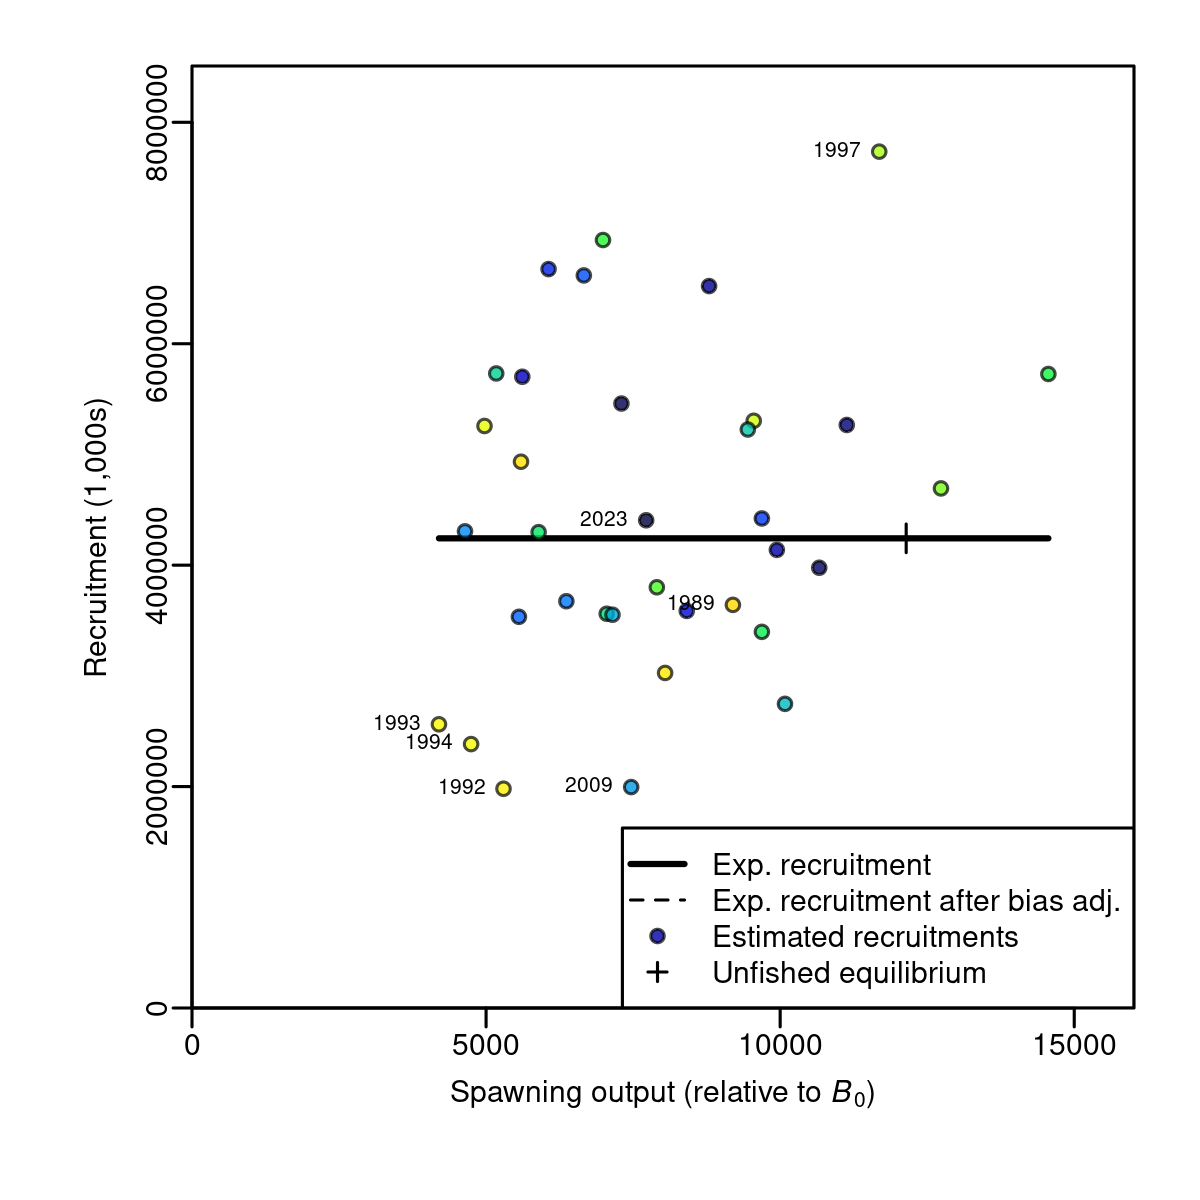 8000000
6000000
4000000
2000000
0
Recruitment (1,000s)
1997
2023
1989
1993
1994
1992
2009
Exp. recruitment
Exp. recruitment after bias adj.
Estimated recruitments
Unfished equilibrium
0 5000 10000 15000
Spawning output (relative to B₀)